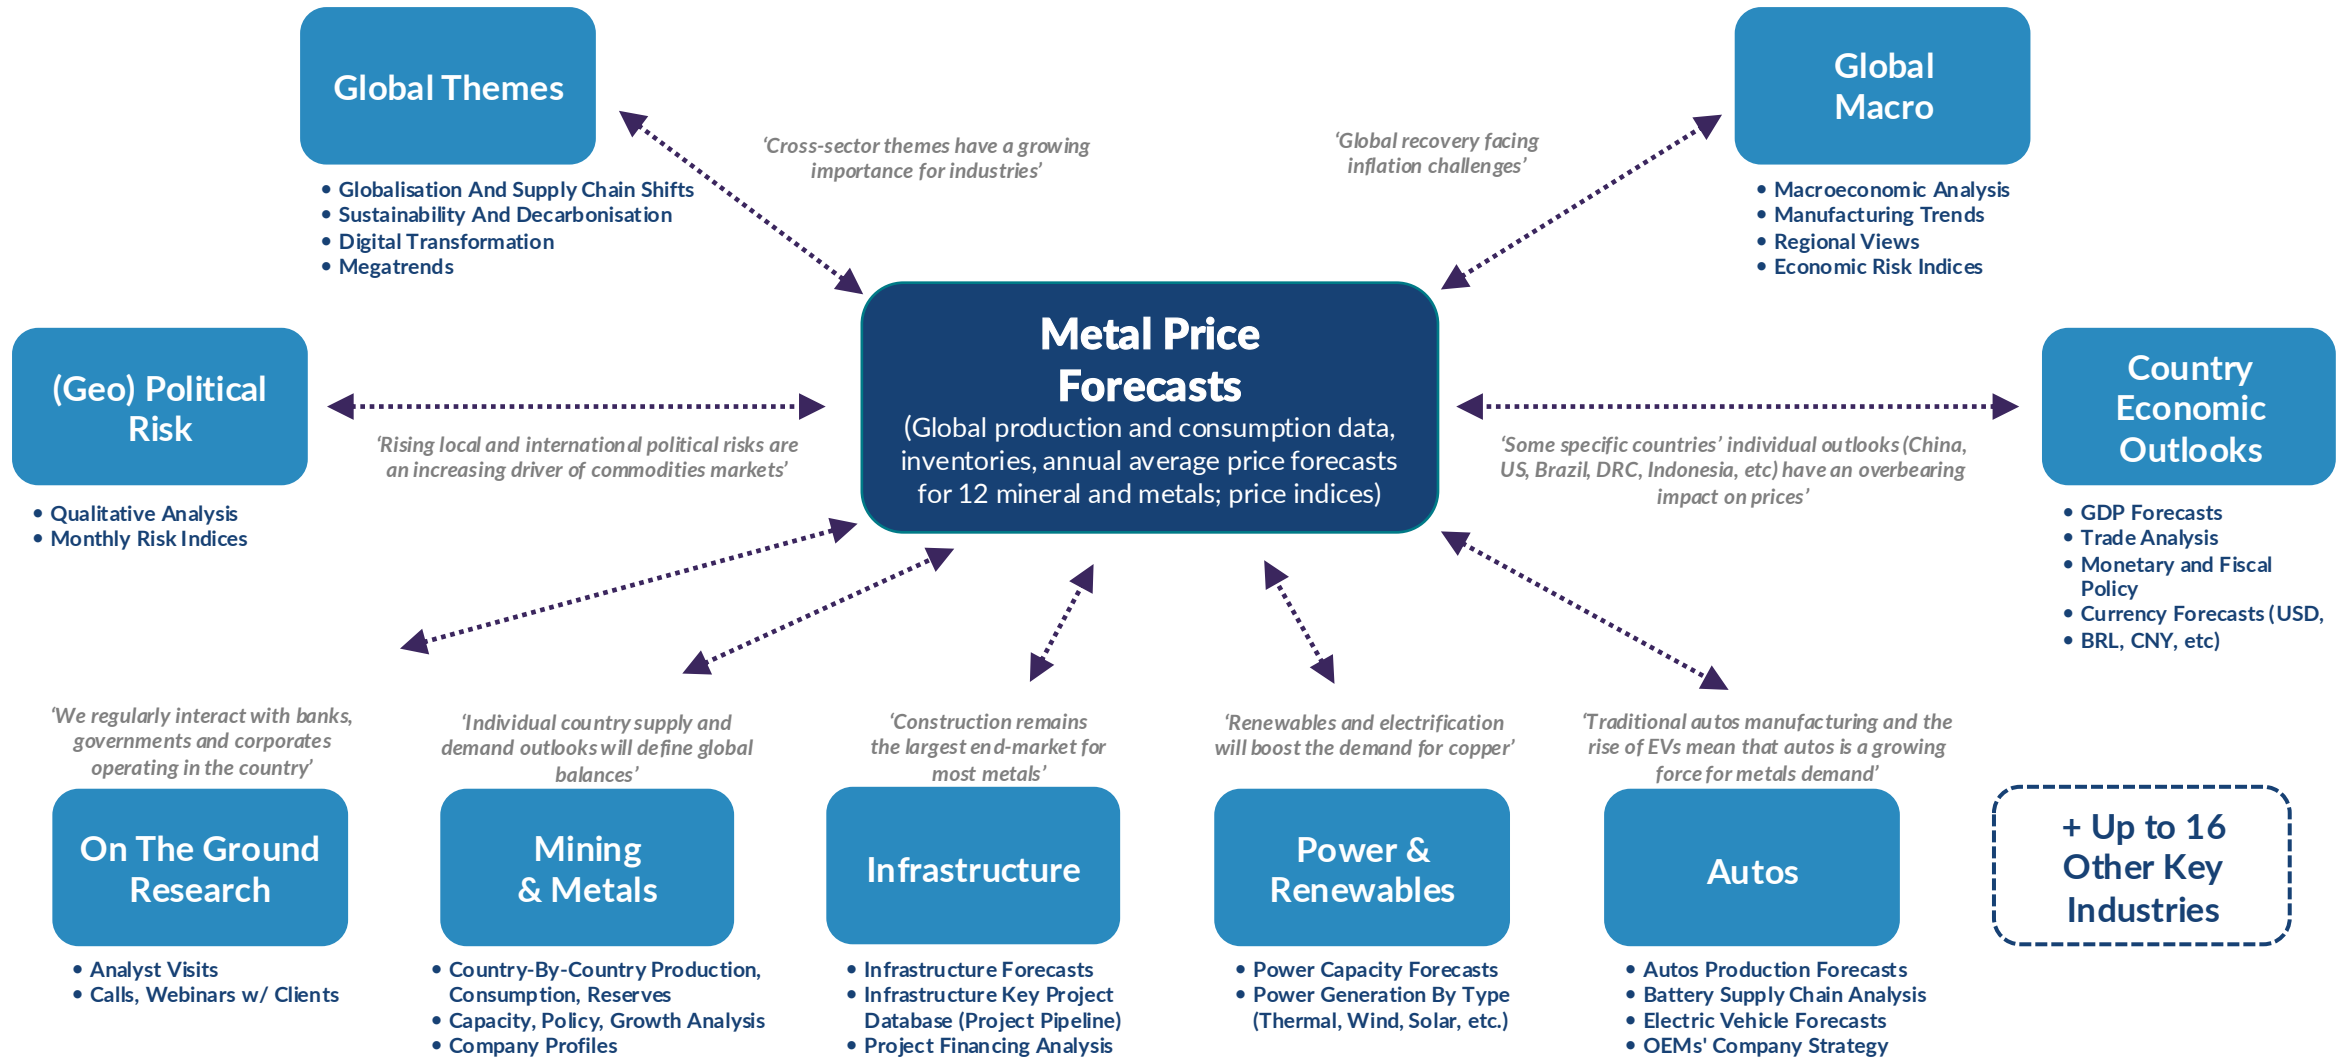 Global Themes
• Globalisation And Supply Chain Shifts
• Sustainability And Decarbonisation
• Digital Transformation
• Megatrends
‘Cross-sector themes have a growing
importance for industries’
‘Global recovery facing
inflation challenges’
Global
Macro
• Macroeconomic Analysis
• Manufacturing Trends
• Regional Views
• Economic Risk Indices
(Geo) Political
Risk
• Qualitative Analysis
• Monthly Risk Indices
‘Rising local and international political risks are
an increasing driver of commodities markets’
Metal Price
Forecasts
(Global production and consumption data,
inventories, annual average price forecasts
for 12 mineral and metals; price indices)
‘Some specific countries’ individual outlooks (China,
US, Brazil, DRC, Indonesia, etc) have an overbearing
impact on prices’
Country
Economic
Outlooks
• GDP Forecasts
• Trade Analysis
• Monetary and Fiscal
Policy
• Currency Forecasts (USD,
• BRL, CNY, etc)
‘We regularly interact with banks,
governments and corporates
operating in the country’
On The Ground
Research
• Analyst Visits
• Calls, Webinars w/ Clients
‘Individual country supply and
demand outlooks will define global
balances’
Mining
& Metals
• Country-By-Country Production,
Consumption, Reserves
• Capacity, Policy, Growth Analysis
• Company Profiles
‘Construction remains
the largest end-market for
most metals’
Infrastructure
• Infrastructure Forecasts
• Infrastructure Key Project
Database (Project Pipeline)
• Project Financing Analysis
‘Renewables and electrification
will boost the demand for copper’
Power &
Renewables
• Power Capacity Forecasts
• Power Generation By Type
(Thermal, Wind, Solar, etc.)
‘Traditional autos manufacturing and the
rise of EVs mean that autos is a growing
force for metals demand’
Autos
• Autos Production Forecasts
• Battery Supply Chain Analysis
• Electric Vehicle Forecasts
• OEMs' Company Strategy
+ Up to 16
Other Key
Industries